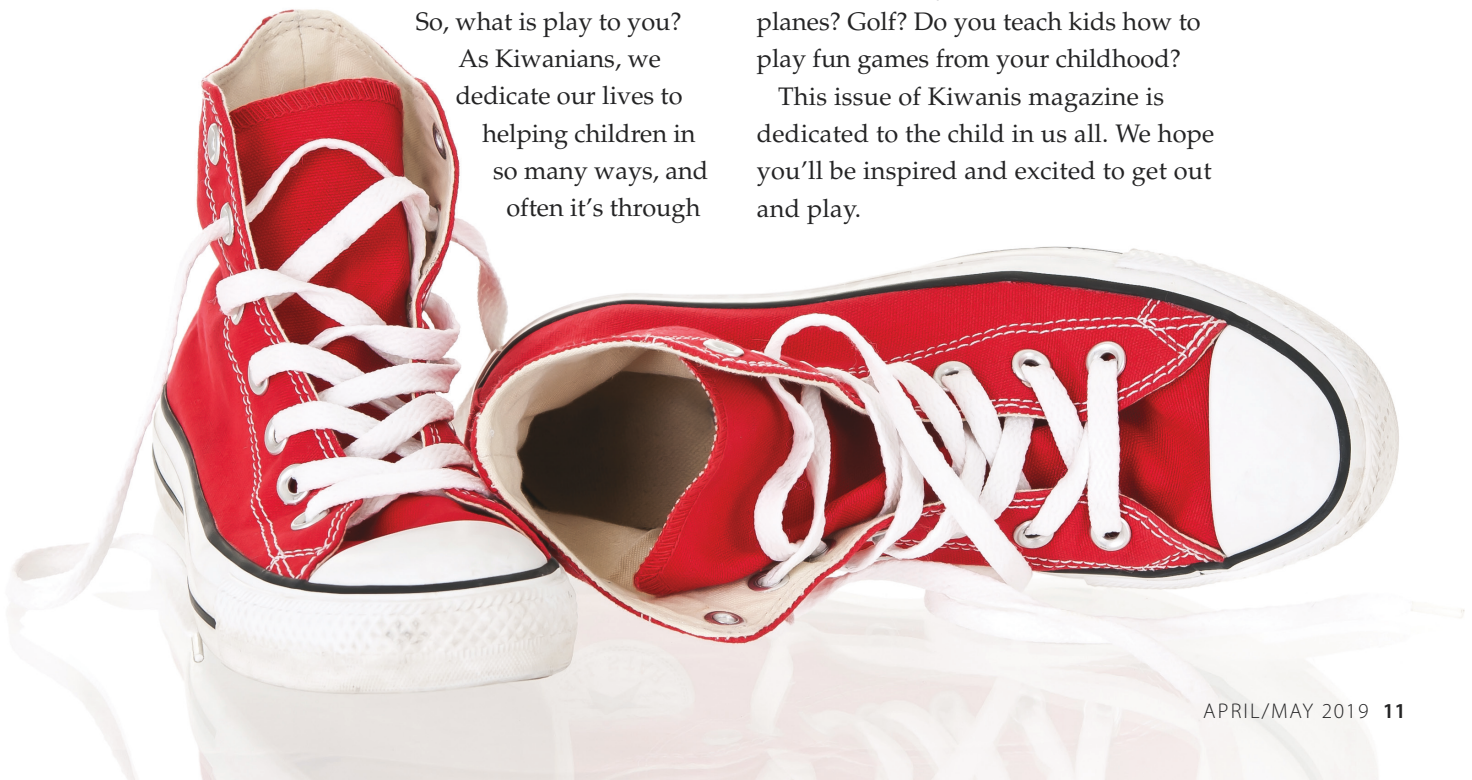 So, what is play to you?
As Kiwanians, we
dedicate our lives to
helping children in
so many ways, and
often it's through
planes? Golf? Do you teach kids how to
play fun games from your childhood?
This issue of Kiwanis magazine is
dedicated to the child in us all. We hope
you'll be inspired and excited to get out
and play.
APRIL/MAY 2019 11